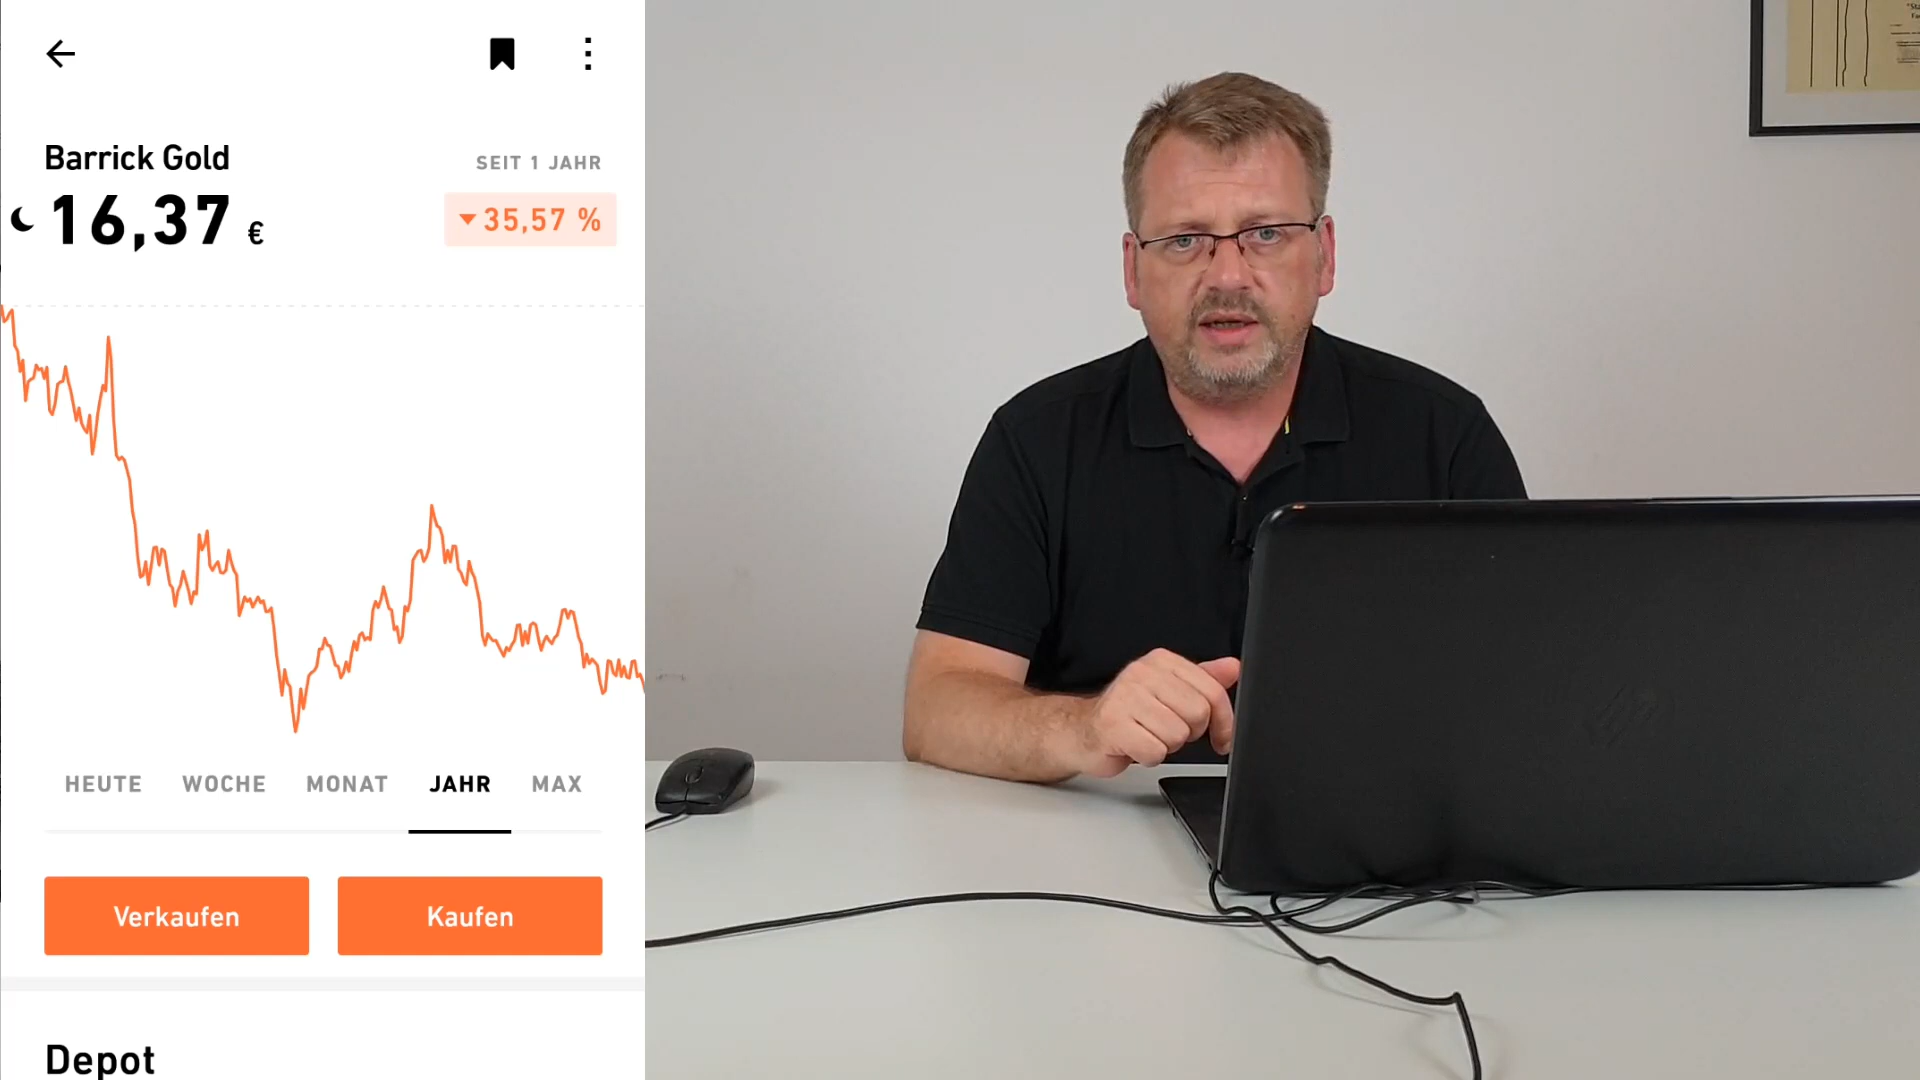 Barrick Gold
SEIT 1 JAHR
16,37 €
35,57 %
HEUTE WOCHE MONAT JAHR MAX
Verkaufen Kaufen
Depot